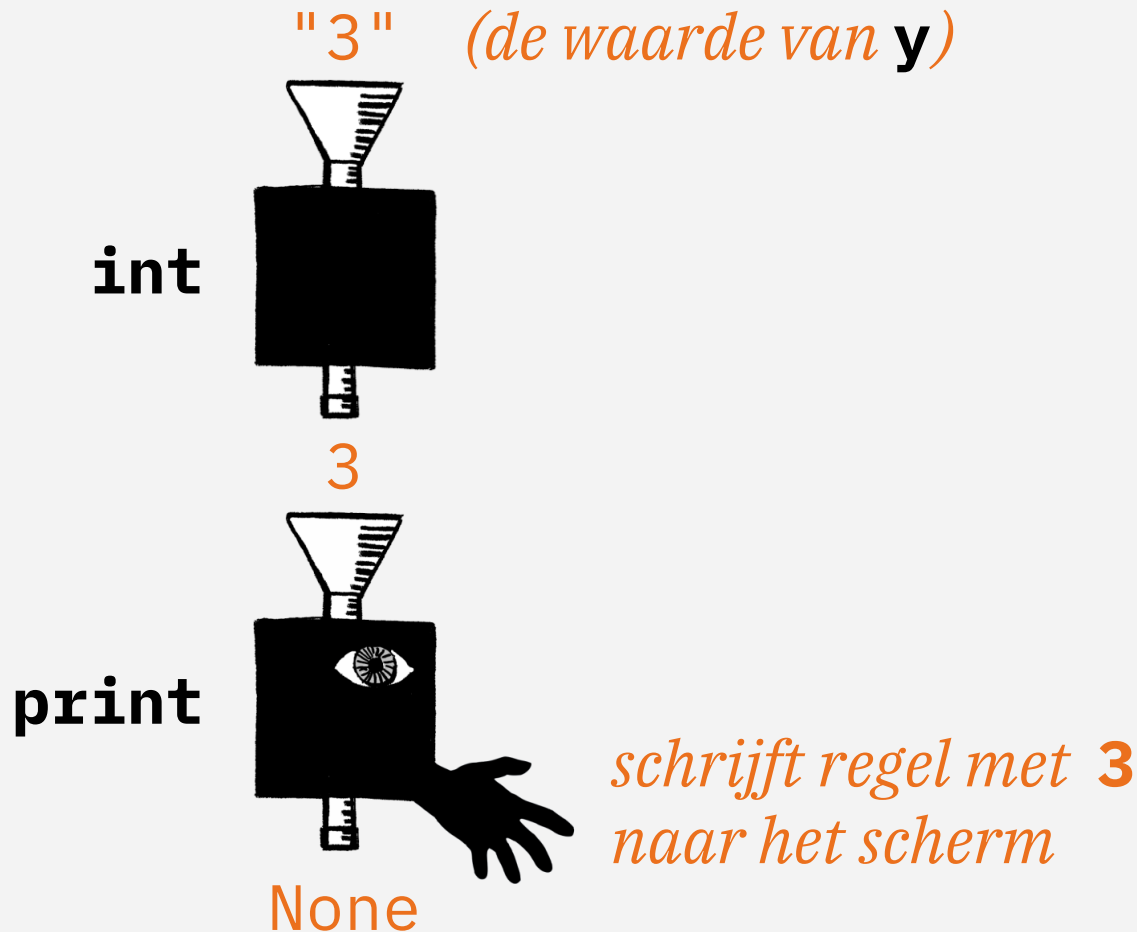 "3" (de waarde van y)
int
3
print
schrijft regel met 3
naar het scherm
None